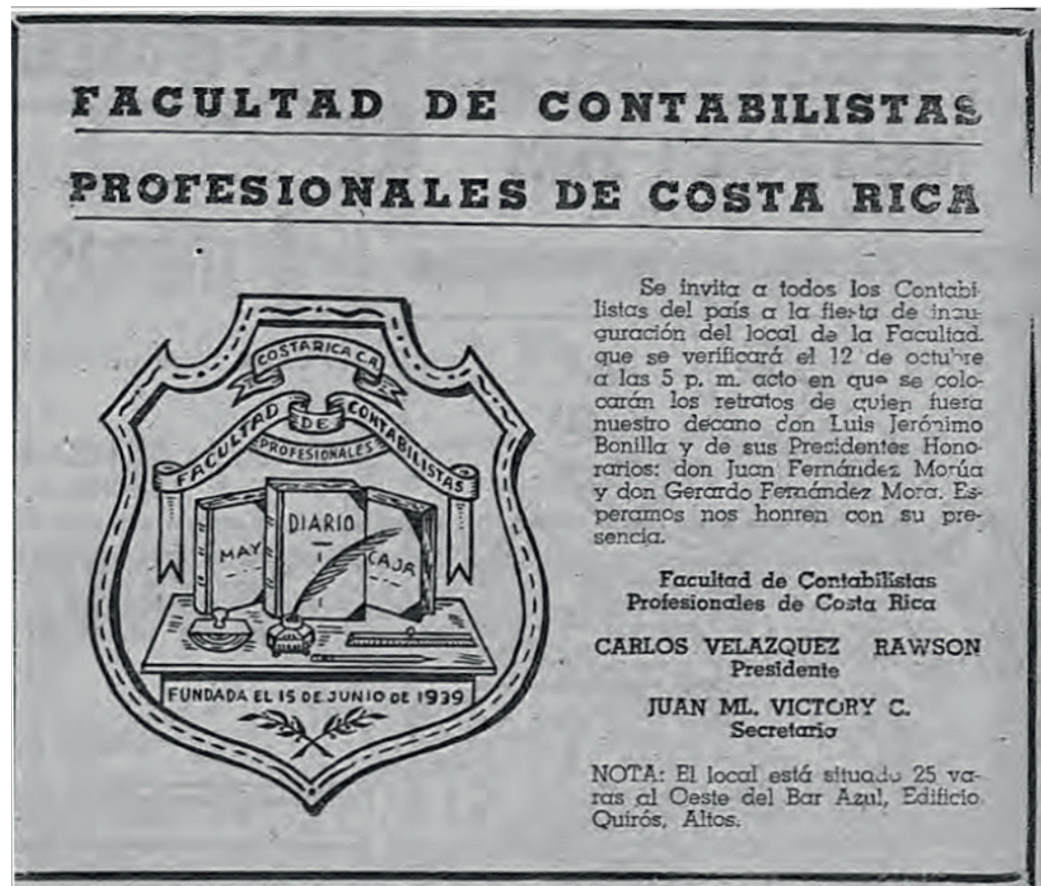 FACULTAD DE CONTABILISTAS
PROFESIONALES DE COSTA RICA
COSTA RICA C.A.
FACULTAD DE CONTABILISTAS
PROFESIONALES
MAY
DIARIO
CAJA
FUNDADA EL 15 DE JUNIO DE 1939
Se invita a todos los Contabi-
listas del país a la fiesta de inau-
guración del local de la Facultad.
que se verificará el 12 de octubre
a las 5 p. m. acto en que se colo-
carán los retratos de quien fuera
nuestro decano don Luis Jerónimo
Bonilla y de sus Presidentes Hono-
rarios: don Juan Fernández Morúa
y don Gerardo Fernández Mora. Es-
peramos nos honren con su pre-
sencia.
Facultad de Contabilistas
Profesionales de Costa Rica
CARLOS VELAZQUEZ RAWSON
Presidente
JUAN ML. VICTORY C.
Secretario
NOTA: El local está situado 25 va-
ras al Oeste del Bar Azul, Edificio
Quirós, Altos.